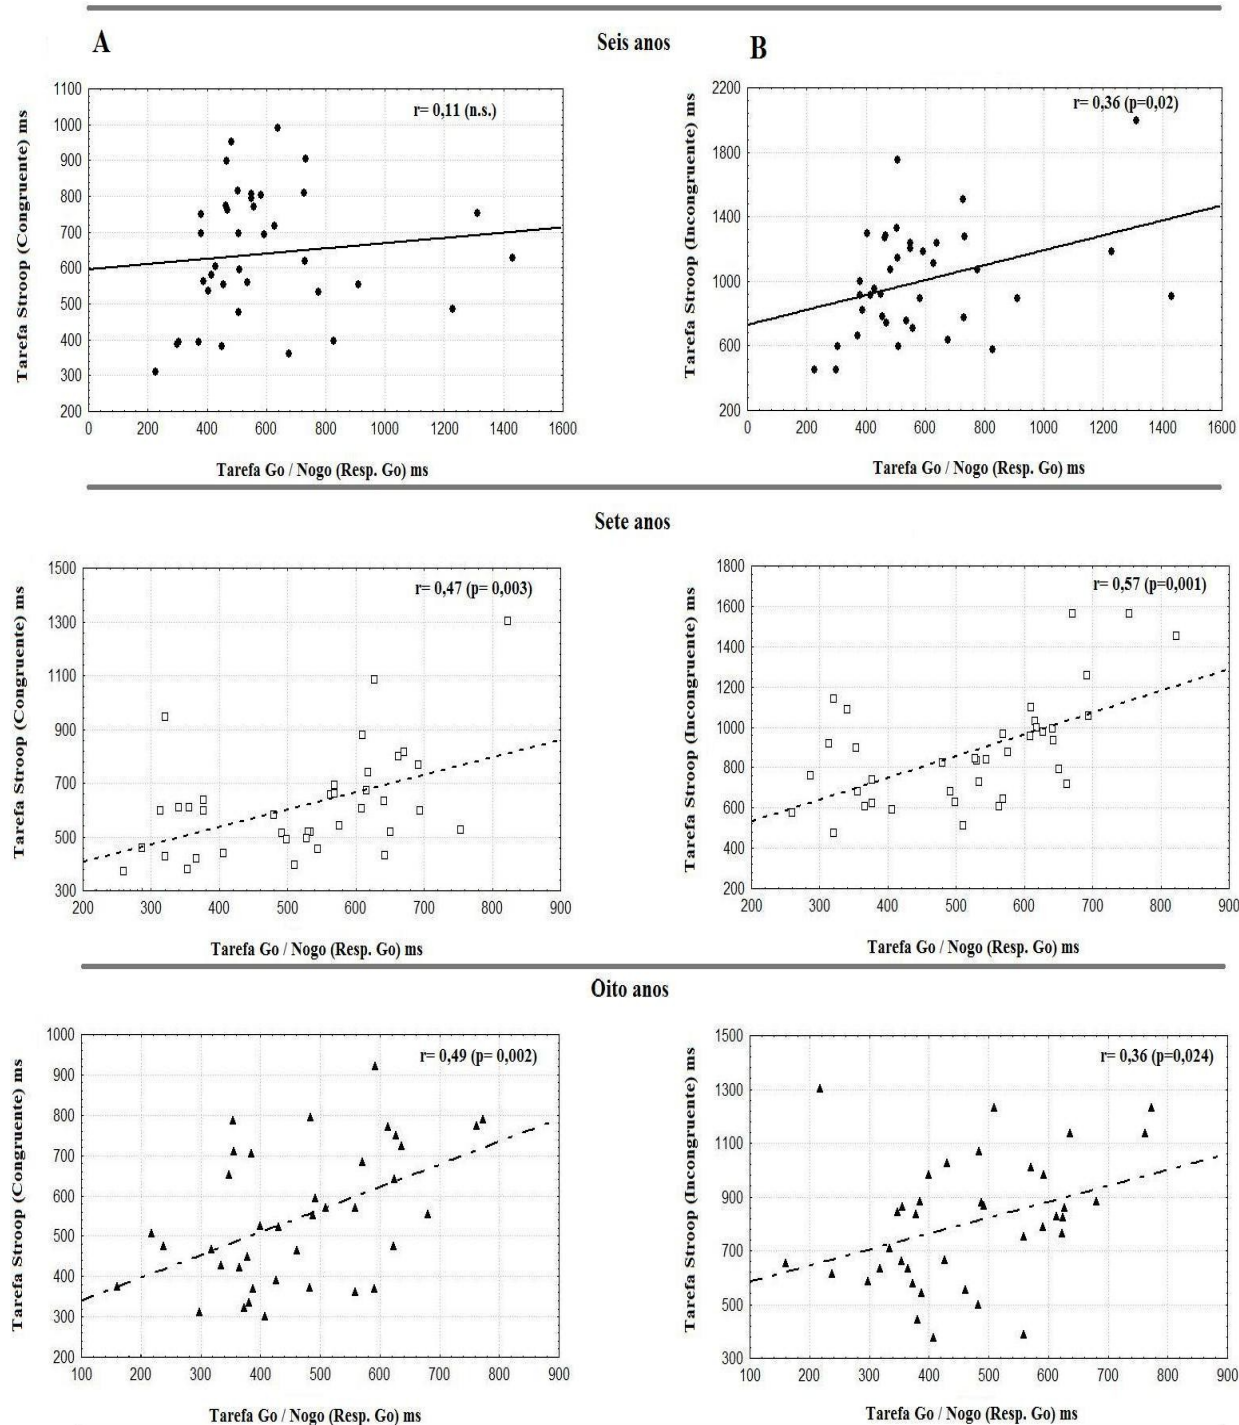 A
Seis anos
B
r= 0,11 (n.s.)
Tarefa Stroop (Congruente) ms
1100
1000
900
800
700
600
500
400
300
200
0 200 400 600 800 1000 1200 1400 1600
Tarefa Go / Nogo (Resp. Go) ms
r= 0,36 (p=0,02)
Tarefa Stroop (Incongruente) ms
2200
1800
1400
1000
600
200
0 200 400 600 800 1000 1200 1400 1600
Tarefa Go / Nogo (Resp. Go) ms
Sete anos
r= 0,47 (p= 0,003)
Tarefa Stroop (Congruente) ms
1500
1300
1100
900
700
500
300
200 300 400 500 600 700 800 900
Tarefa Go / Nogo (Resp. Go) ms
r= 0,57 (p=0,001)
Tarefa Stroop (Incongruente) ms
1800
1600
1400
1200
1000
800
600
400
200
200 300 400 500 600 700 800 900
Tarefa Go / Nogo (Resp. Go) ms
Oito anos
r= 0,49 (p= 0,002)
Tarefa Stroop (Congruente) ms
1000
900
800
700
600
500
400
300
200
100 200 300 400 500 600 700 800 900
Tarefa Go / Nogo (Resp. Go) ms
r= 0,36 (p=0,024)
Tarefa Stroop (Incongruente) ms
1500
1300
1100
900
700
500
300
100 200 300 400 500 600 700 800 900
Tarefa Go / Nogo (Resp. Go) ms